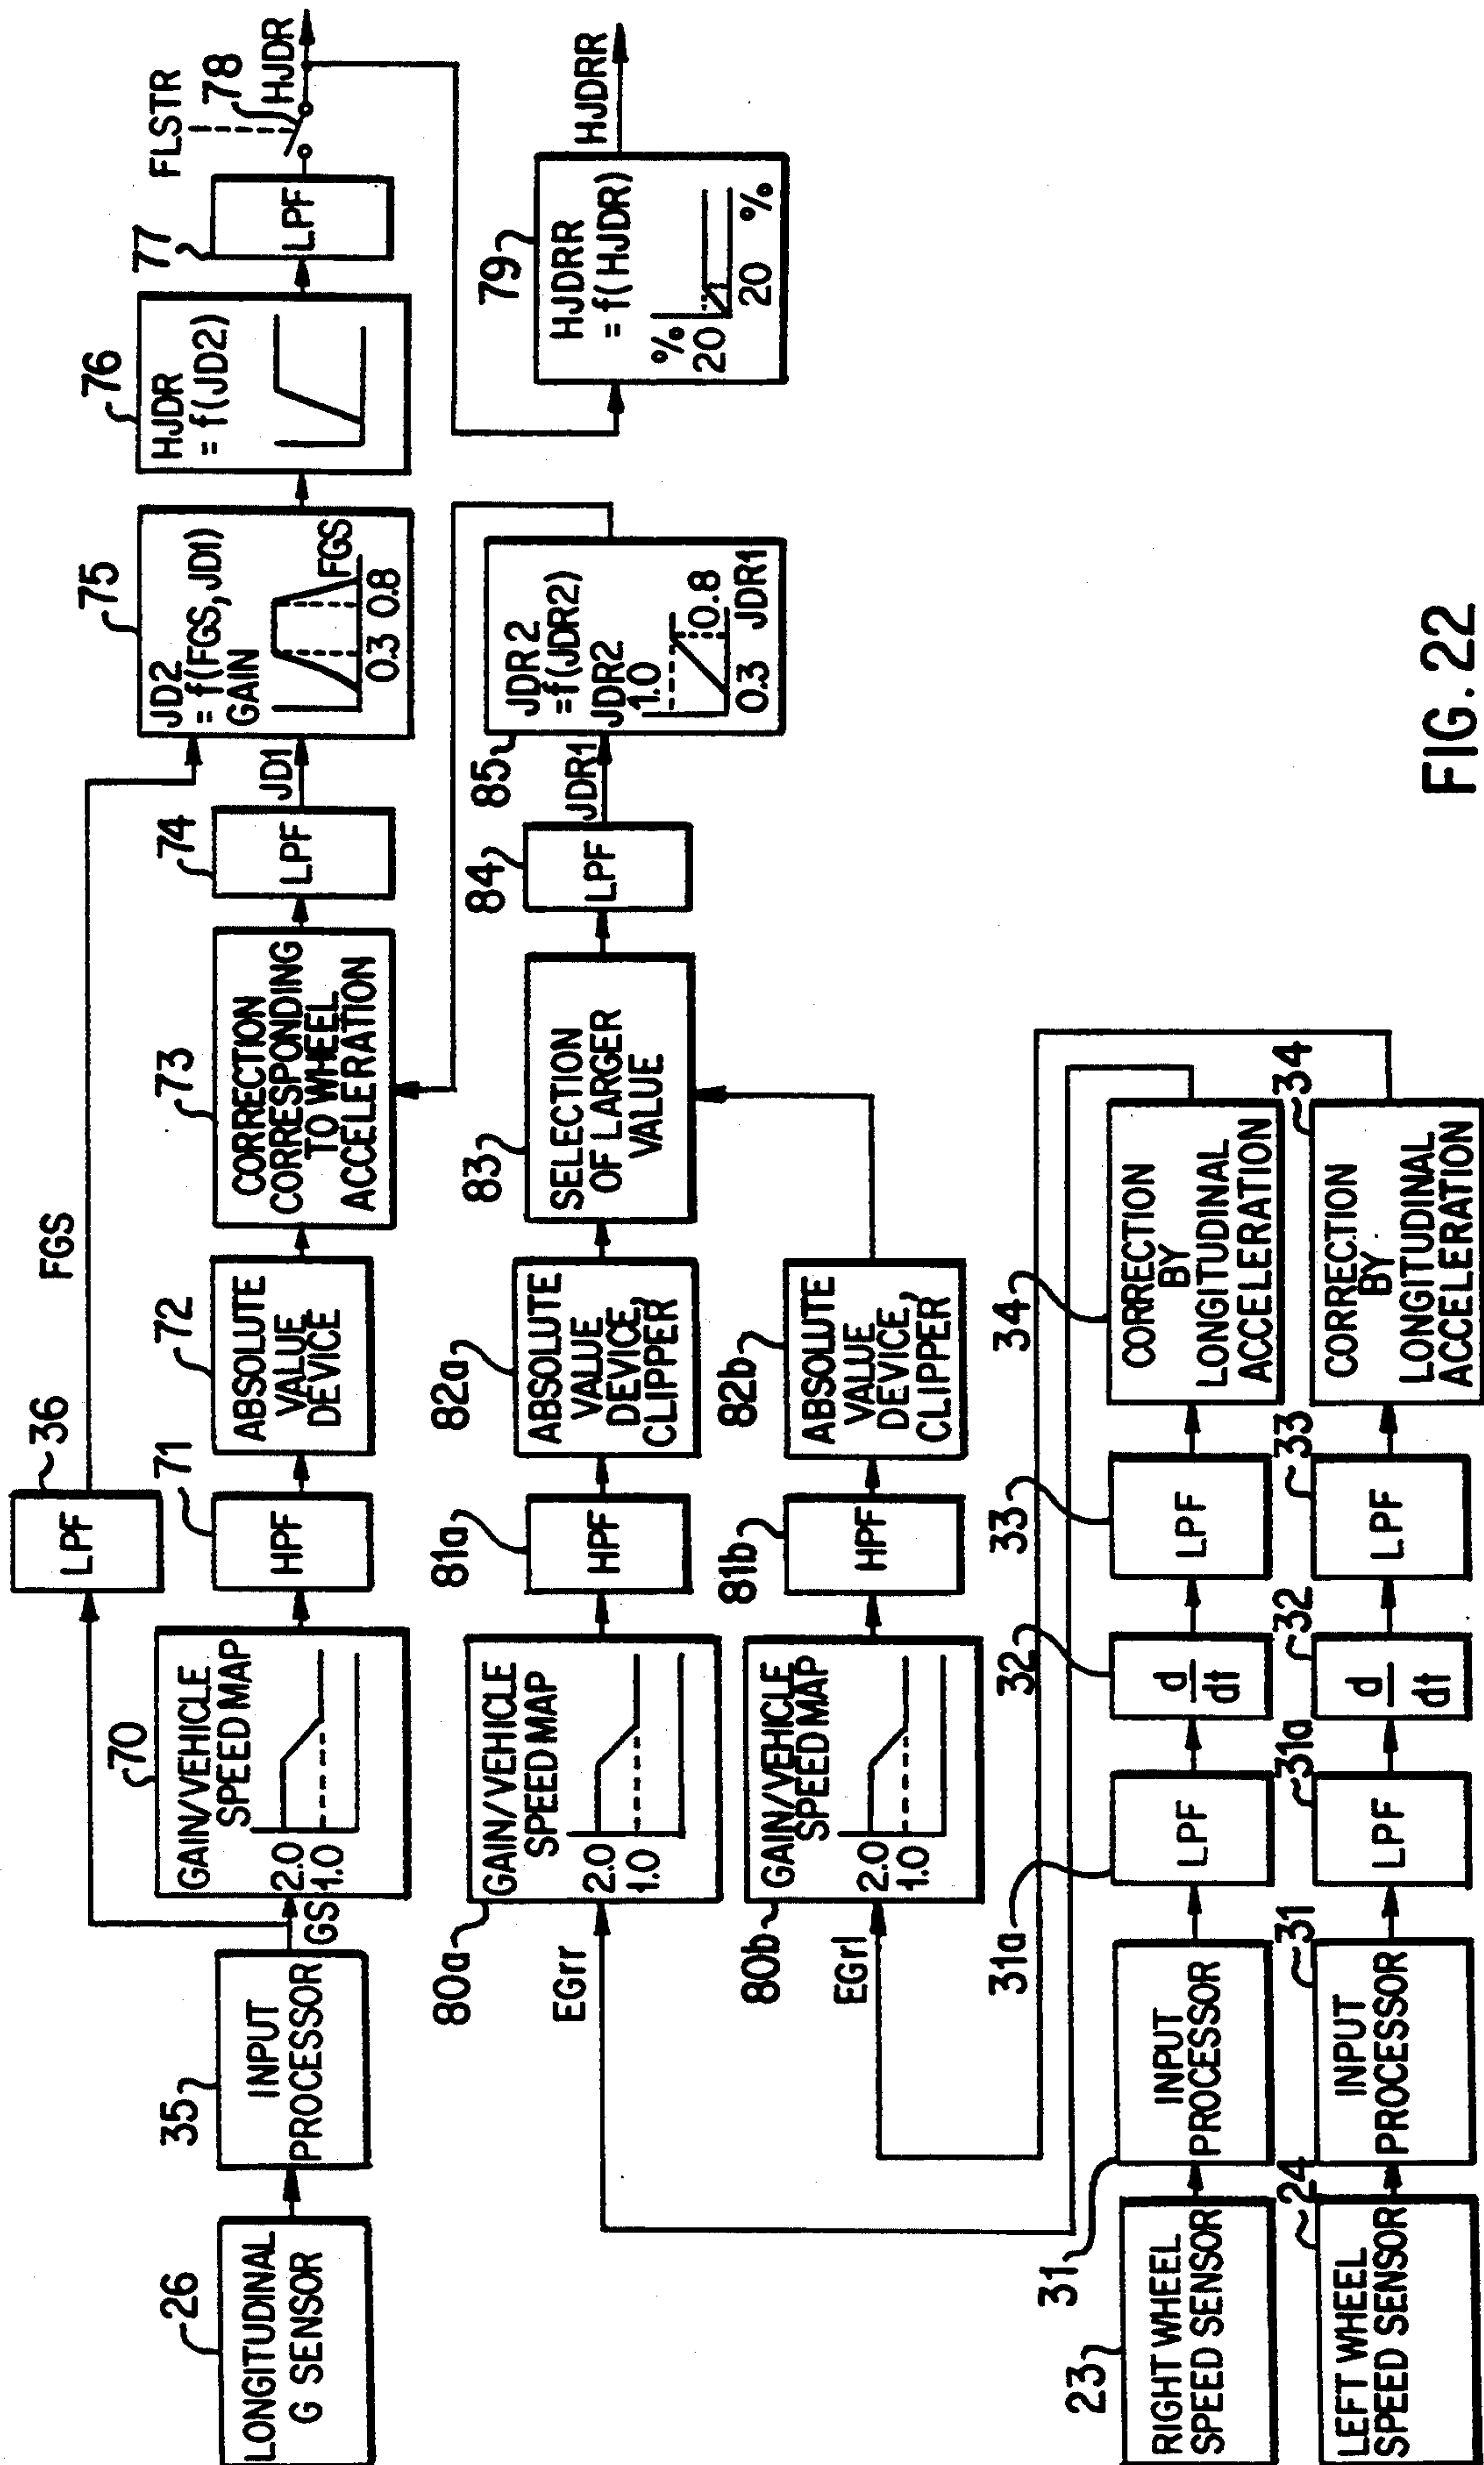 26
LONGITUDINAL
G SENSOR
35
INPUT
PROCESSOR
GS
70
GAIN/VEHICLE
SPEED MAP
2.0
1.0
36
LPF
FGS
71
HPF
72
ABSOLUTE
VALUE
DEVICE
73
CORRECTION
CORRESPONDING
TO WHEEL
ACCELERATION
74
LPF
JD1
75
JD2
= f(FGS,JD1)
GAIN
FGS
0.3 0.8
76
HJDR
= f(JD2)
77
LPF
FLSTR
78
HJDR
79
HJDRR
= f(HJDR)
%
20
20 %
HJDRR
80a
EGrr
GAIN/VEHICLE
SPEED MAP
2.0
1.0
81a
HPF
82a
ABSOLUTE
VALUE
DEVICE,
CLIPPER
83
SELECTION
OF LARGER
VALUE
84
LPF
JDR1
85
JDR2
=f(JDR2)
JDR2
1.0
0.8
0.3 JDR1
80b
EGrl
GAIN/VEHICLE
SPEED MAP
2.0
1.0
81b
HPF
82b
ABSOLUTE
VALUE
DEVICE,
CLIPPER
23
RIGHT WHEEL
SPEED SENSOR
31
INPUT
PROCESSOR
31a
LPF
32
d
dt
33
LPF
34
CORRECTION
BY
LONGITUDINAL
ACCELERATION
24
LEFT WHEEL
SPEED SENSOR
31
INPUT
PROCESSOR
31a
LPF
32
d
dt
33
LPF
34
CORRECTION
BY
LONGITUDINAL
ACCELERATION
FIG. 22